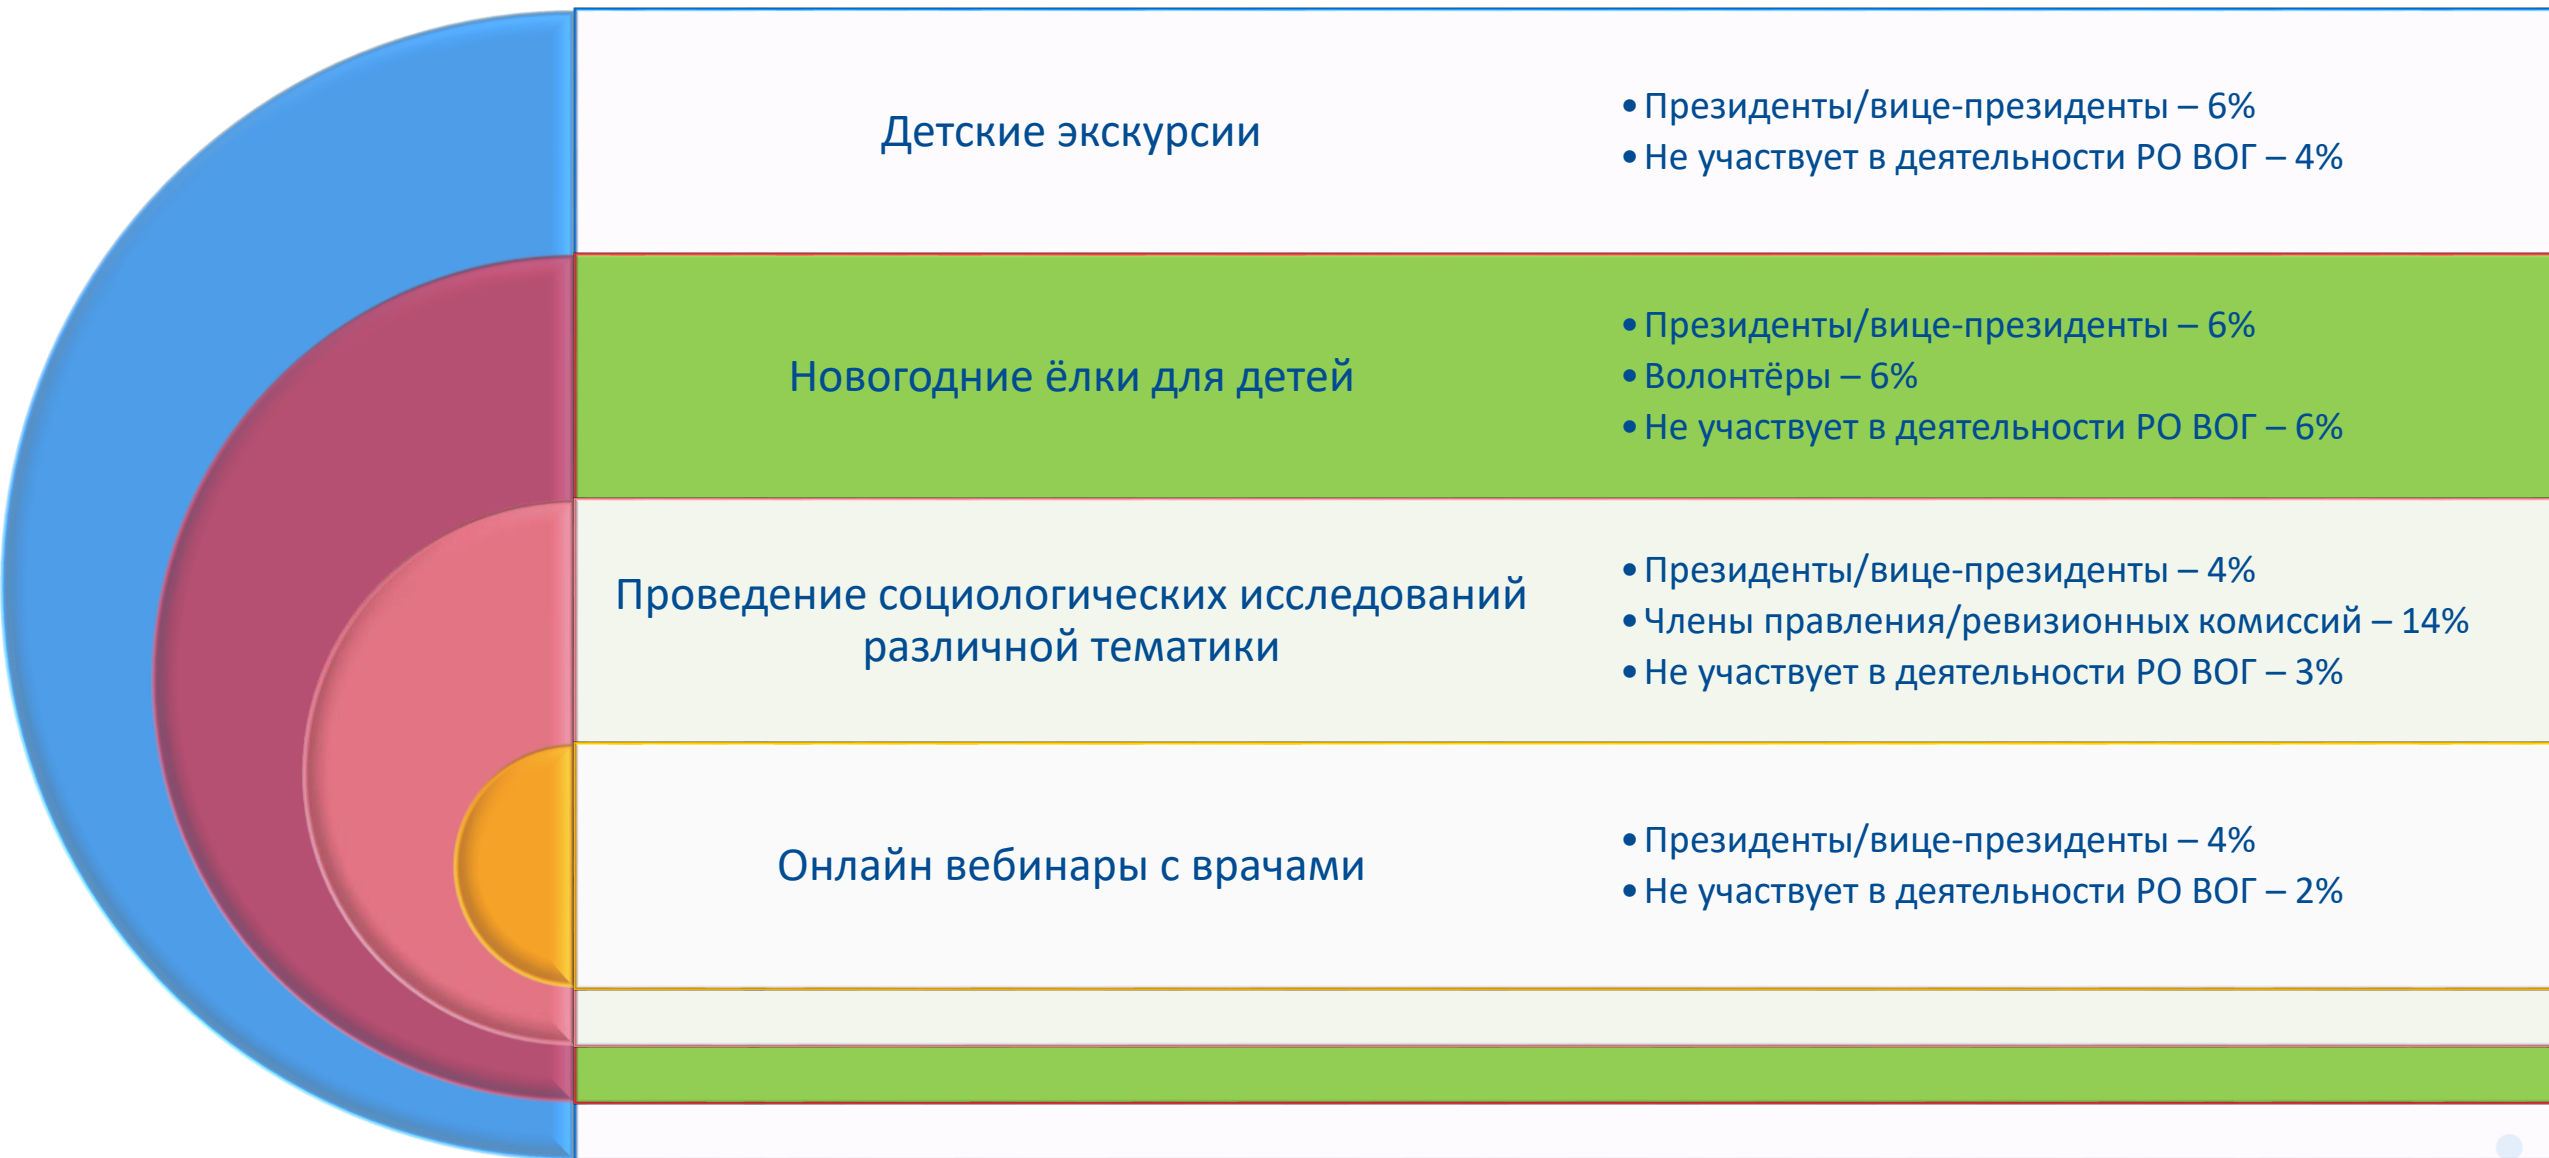 Детские экскурсии
• Президенты/вице-президенты – 6%
• Не участвует в деятельности РО ВОГ – 4%
Новогодние ёлки для детей
• Президенты/вице-президенты – 6%
• Волонтёры – 6%
• Не участвует в деятельности РО ВОГ – 6%
Проведение социологических исследований
различной тематики
• Президенты/вице-президенты – 4%
• Члены правления/ревизионных комиссий – 14%
• Не участвует в деятельности РО ВОГ – 3%
Онлайн вебинары с врачами
• Президенты/вице-президенты – 4%
• Не участвует в деятельности РО ВОГ – 2%